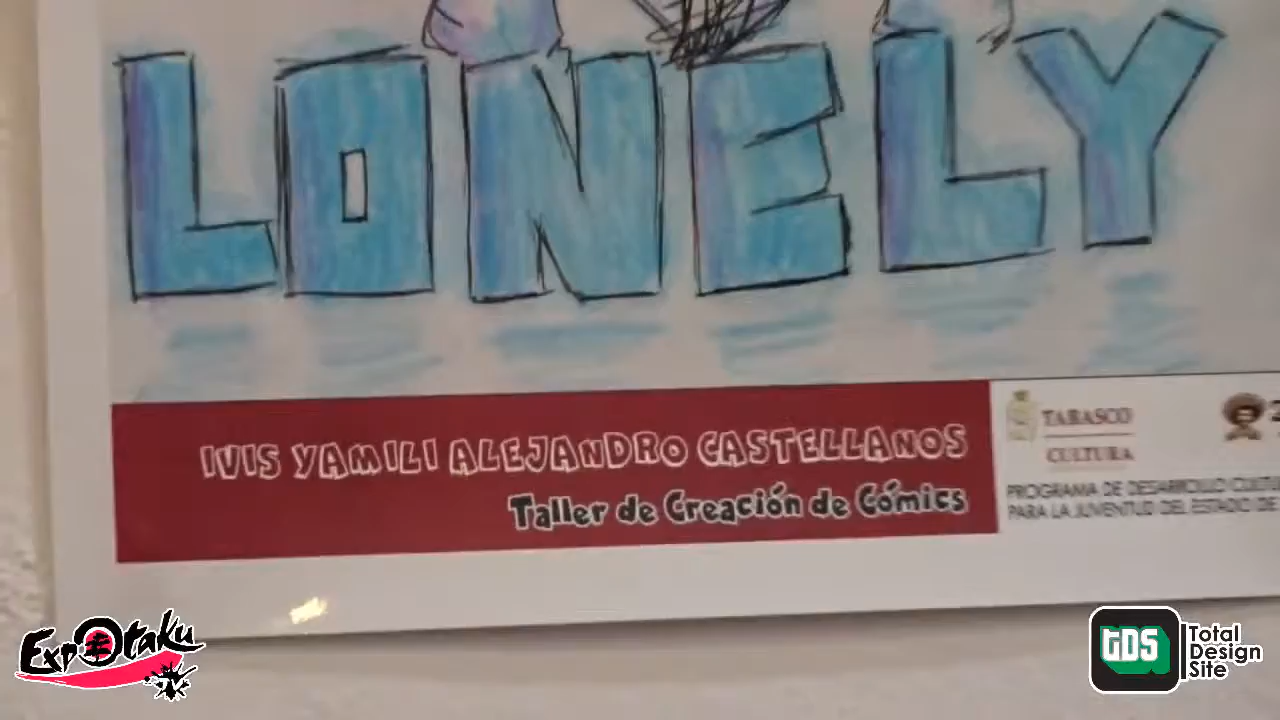 LONELY
IVIS YAMILI ALEJANDRO CASTELLANOS
Taller de Creación de Cómics
TABASCO
CULTURA
PROGRAMA DE DESARROLLO
PARA LA JUVENTUD DEL ESTADO DE
ExpOtaku
TDS
Total
Design
Site